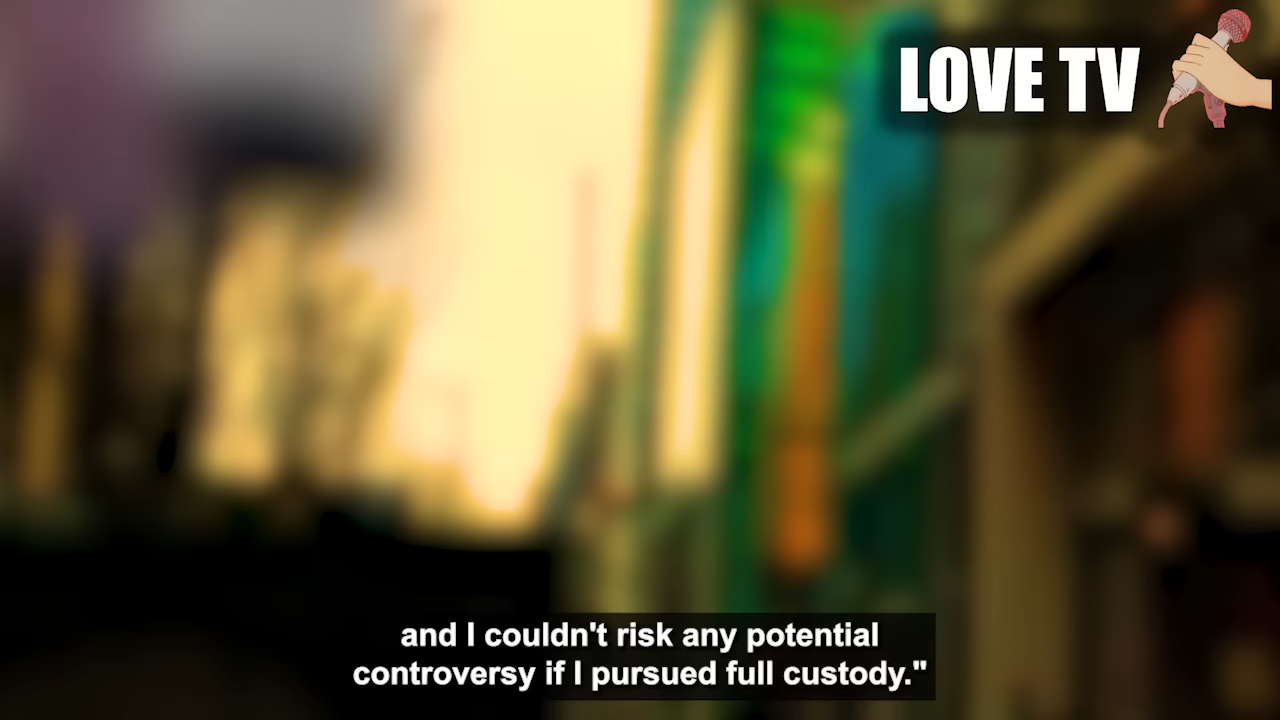 LOVE TV
and I couldn't risk any potential
controversy if I pursued full custody."